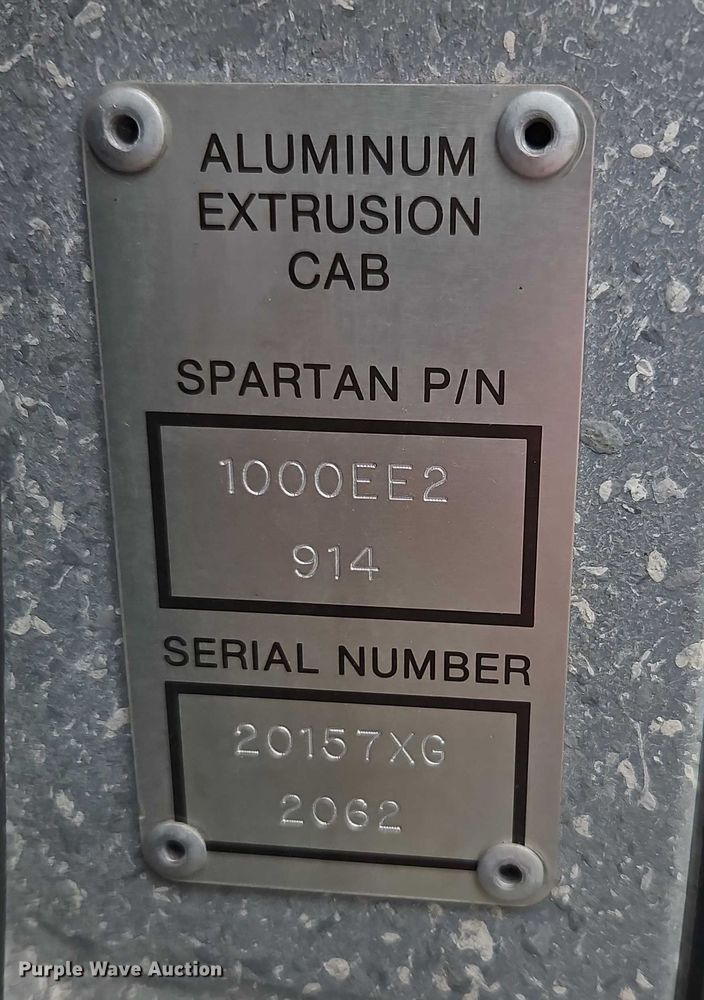 ALUMINUM
EXTRUSION
CAB
SPARTAN P/N
1000EE2
914
SERIAL NUMBER
20157XG
2062
Purple Wave Auction